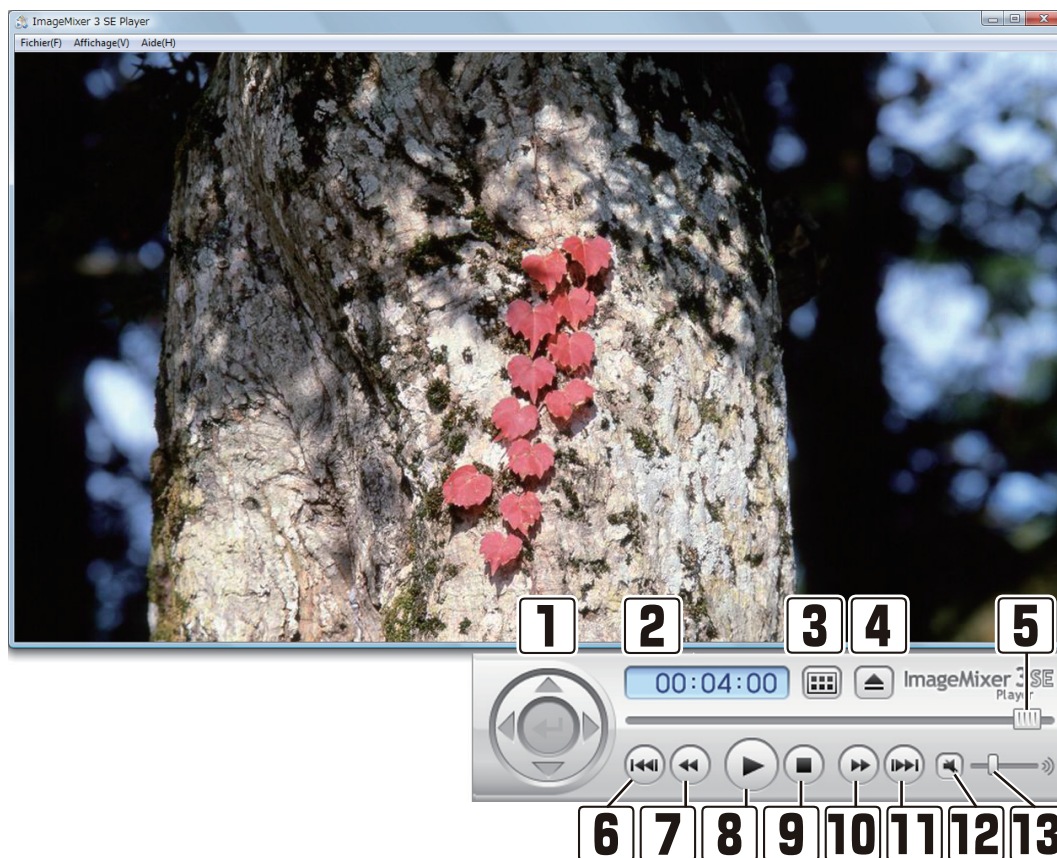 ImageMixer 3 SE Player
Fichier(F) Affichage(V) Aide(H)
1 2 3 4 5
00:04:00
ImageMixer 3 SE
Player
6 7 8 9 10 11 12 13